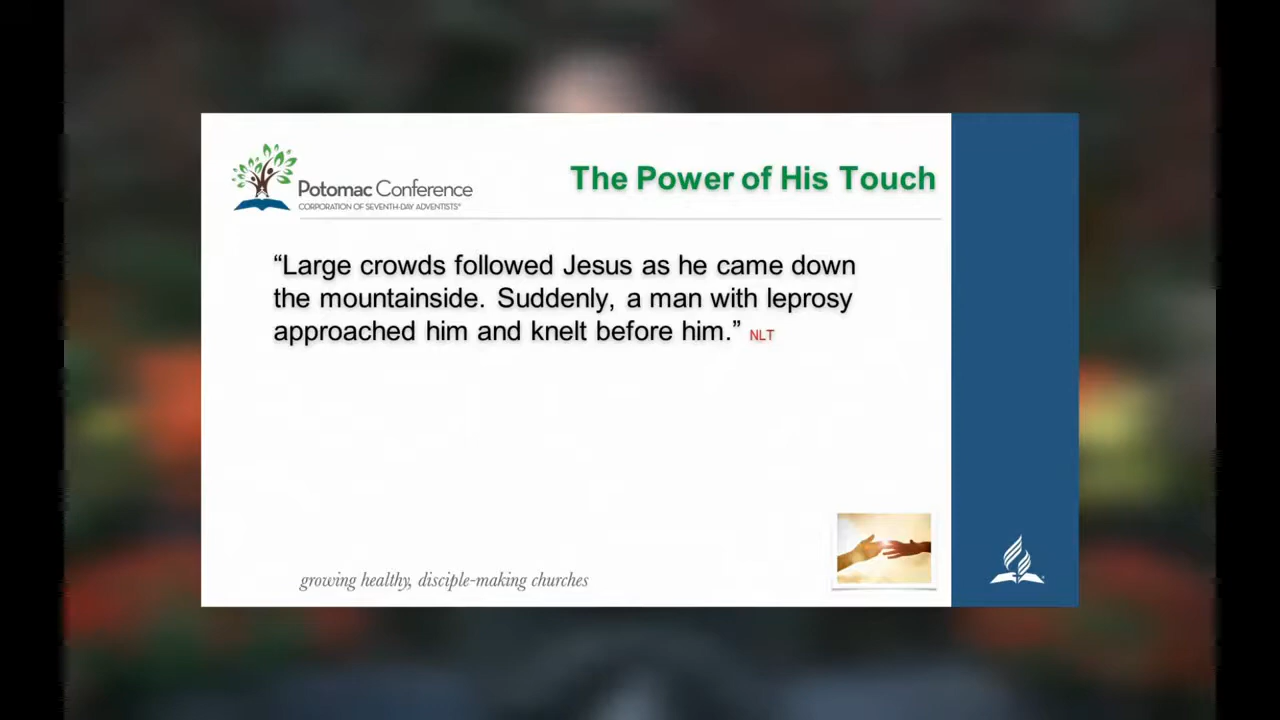 Potomac Conference
CORPORATION OF SEVENTH-DAY ADVENTISTS®
The Power of His Touch
“Large crowds followed Jesus as he came down
the mountainside. Suddenly, a man with leprosy
approached him and knelt before him.” NLT
growing healthy, disciple-making churches